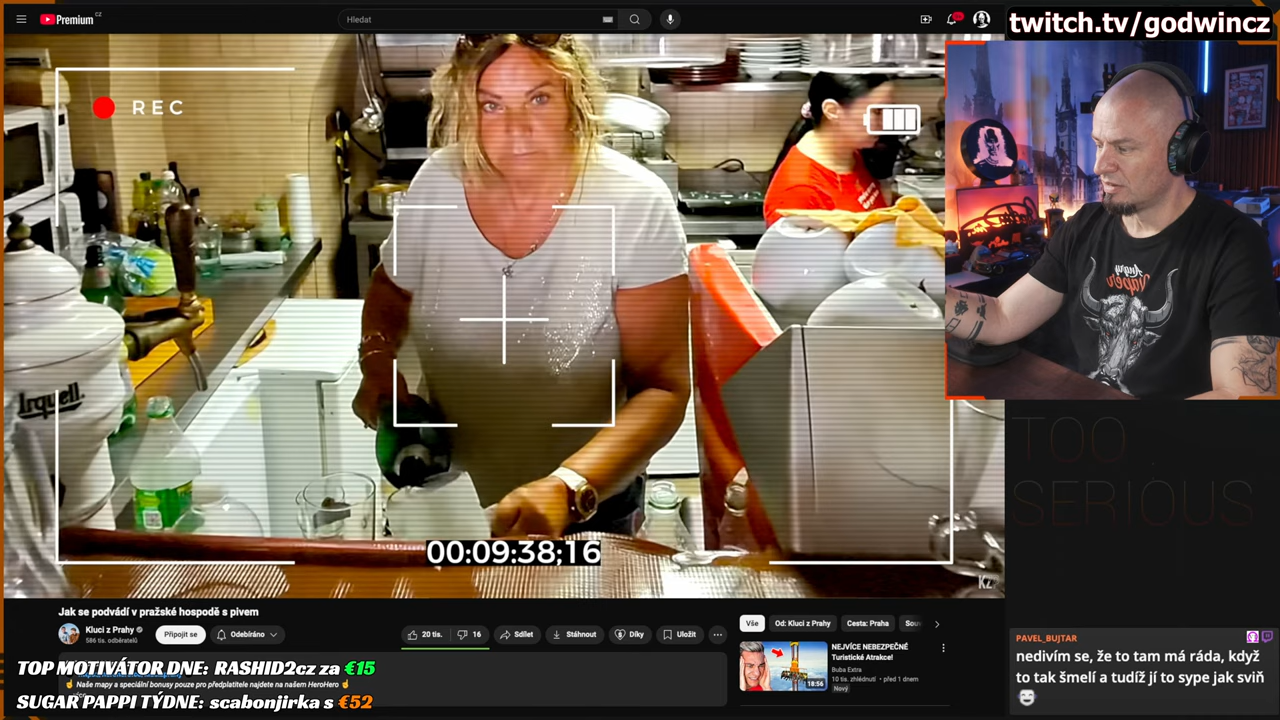 Premium
CZ
Hledat
twitch.tv/godwincz
REC
Angry
Vaper
Irquell.
00:09:38;16
TOO
SERIOUS
Jak se podvádí v pražské hospodě s pivem
Kluci z Prahy
586 tis. odběratelů
Připojit se
Odebíráno
20 tis.
16
Sdílet
Stáhnout
Díky
Uložit
Vše
Od: Kluci z Prahy
Cesta: Praha
Sou
NEJVÍCE NEBEZPEČNÉ
Turistické Atrakce!
Buba Extra
10 tis. zhlédnutí • před 1 dnem
Nový
18:56
TOP MOTIVÁTOR DNE: RASHID2cz za €15
Naše mapy a speciální bonusy pouze pro předplatitele najdete na našem HeroHero
SUGAR PAPPI TÝDNE: scabonjirka s €52
PAVEL_BUJTAR
nedivím se, že to tam má ráda, když
to tak šmelí a tudíž jí to sype jak sviň